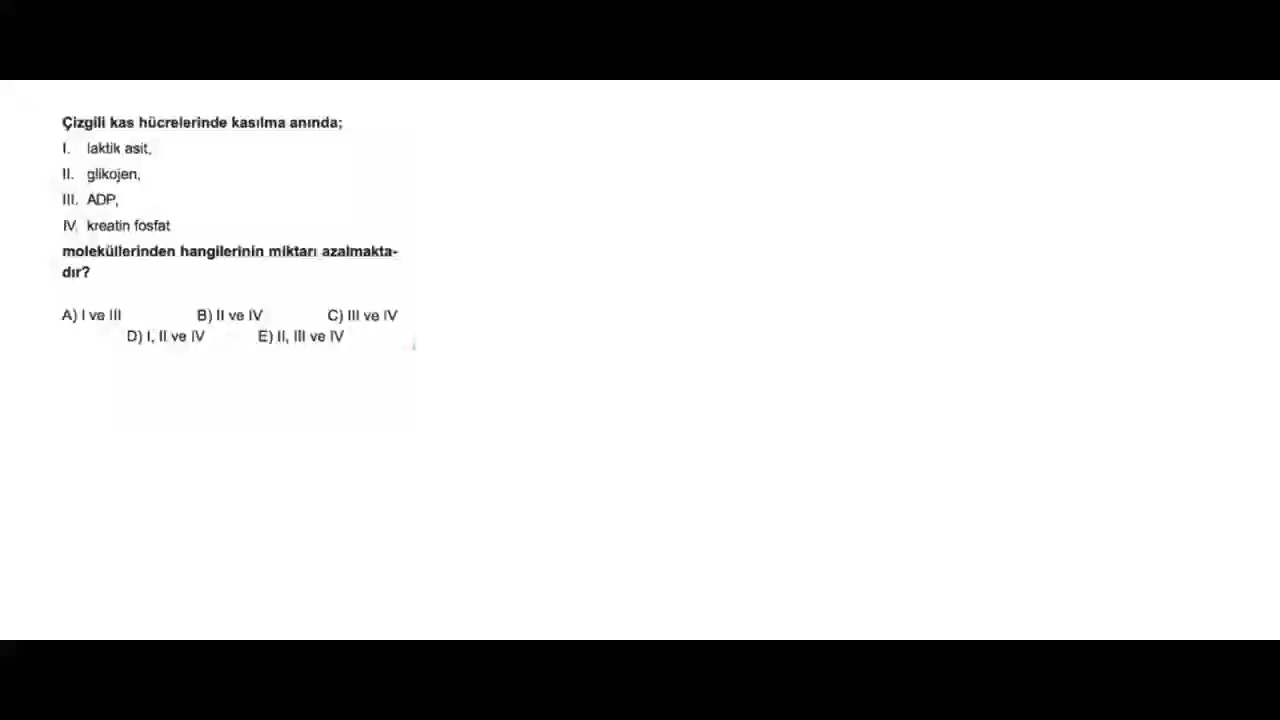 Çizgili kas hücrelerinde kasılma anında;
I. laktik asit,
II. glikojen,
III. ADP,
IV. kreatin fosfat
moleküllerinden hangilerinin miktarı azalmakta-
dır?
A) I ve III B) II ve IV C) III ve IV
D) I, II ve IV E) II, III ve IV